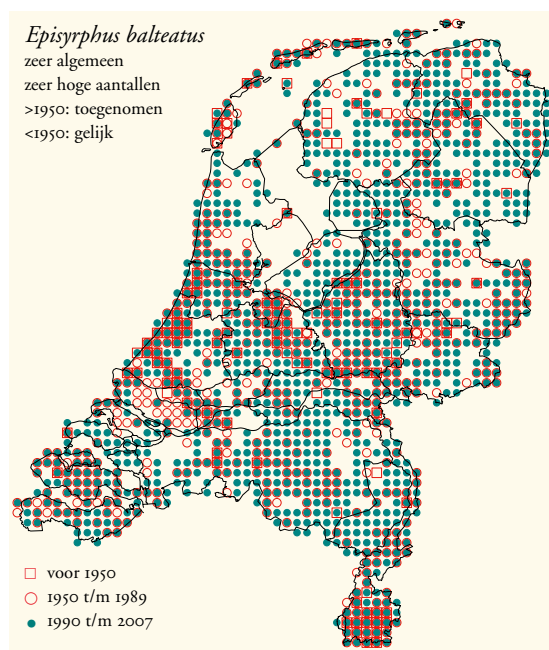 Episyrphus balteatus
zeer algemeen
zeer hoge aantallen
>1950: toegenomen
<1950: gelijk
voor 1950
1950 t/m 1989
1990 t/m 2007